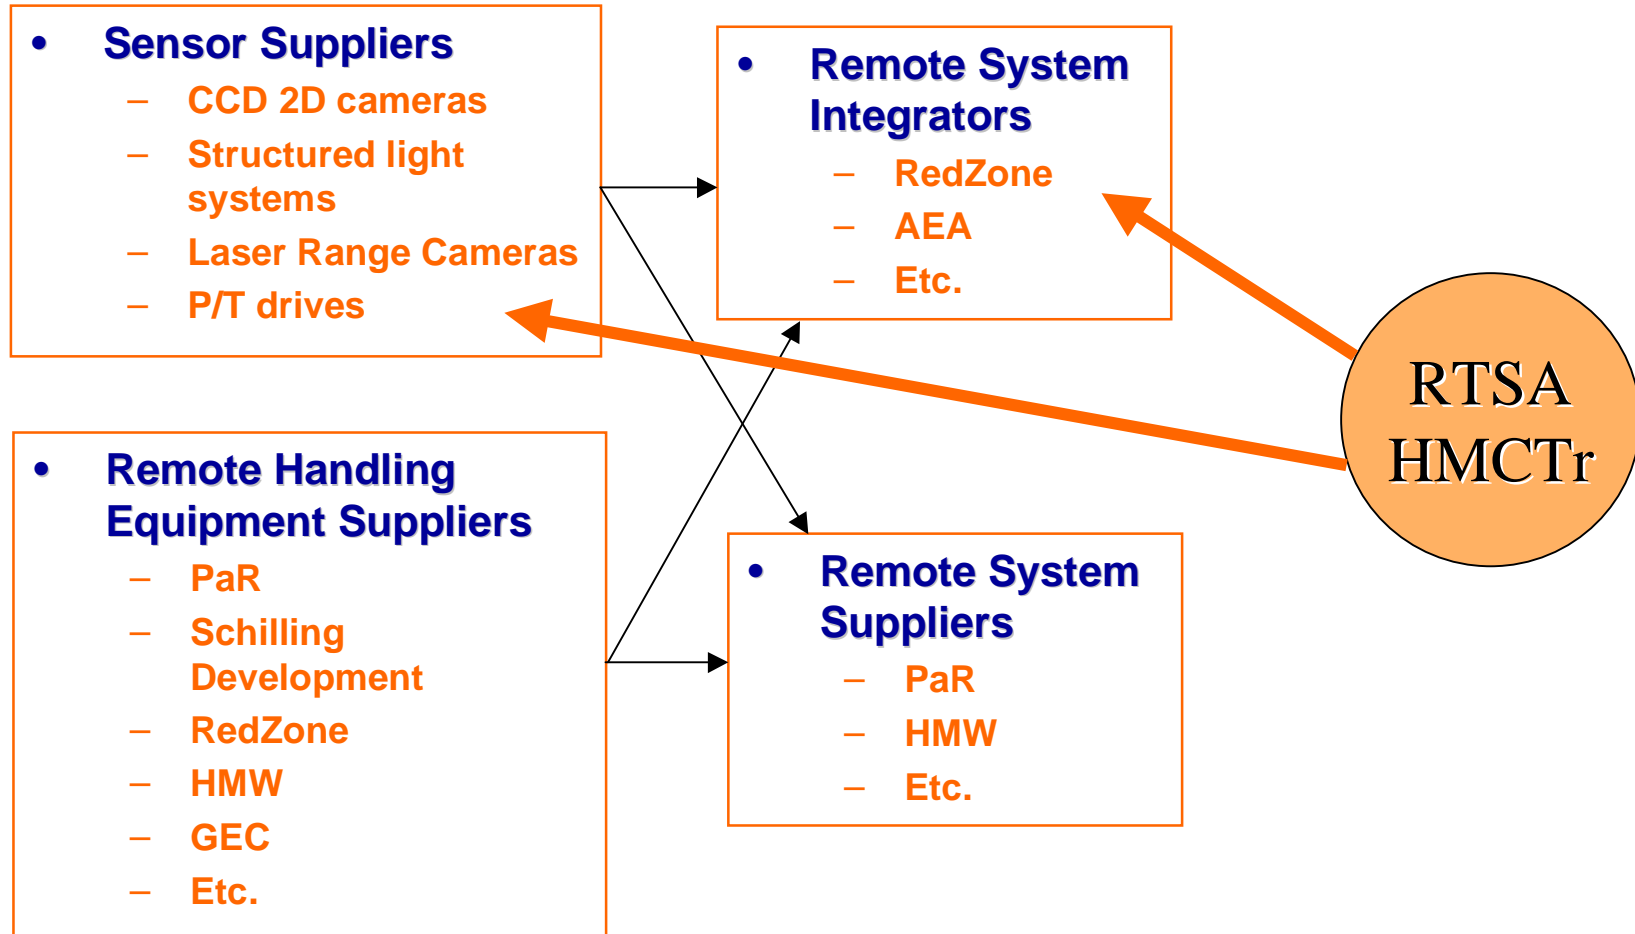 • Sensor Suppliers
– CCD 2D cameras
– Structured light
systems
– Laser Range Cameras
– P/T drives
• Remote Handling
Equipment Suppliers
– PaR
– Schilling
Development
– RedZone
– HMW
– GEC
– Etc.
• Remote System
Integrators
– RedZone
– AEA
– Etc.
• Remote System
Suppliers
– PaR
– HMW
– Etc.
RTSA
HMCTr